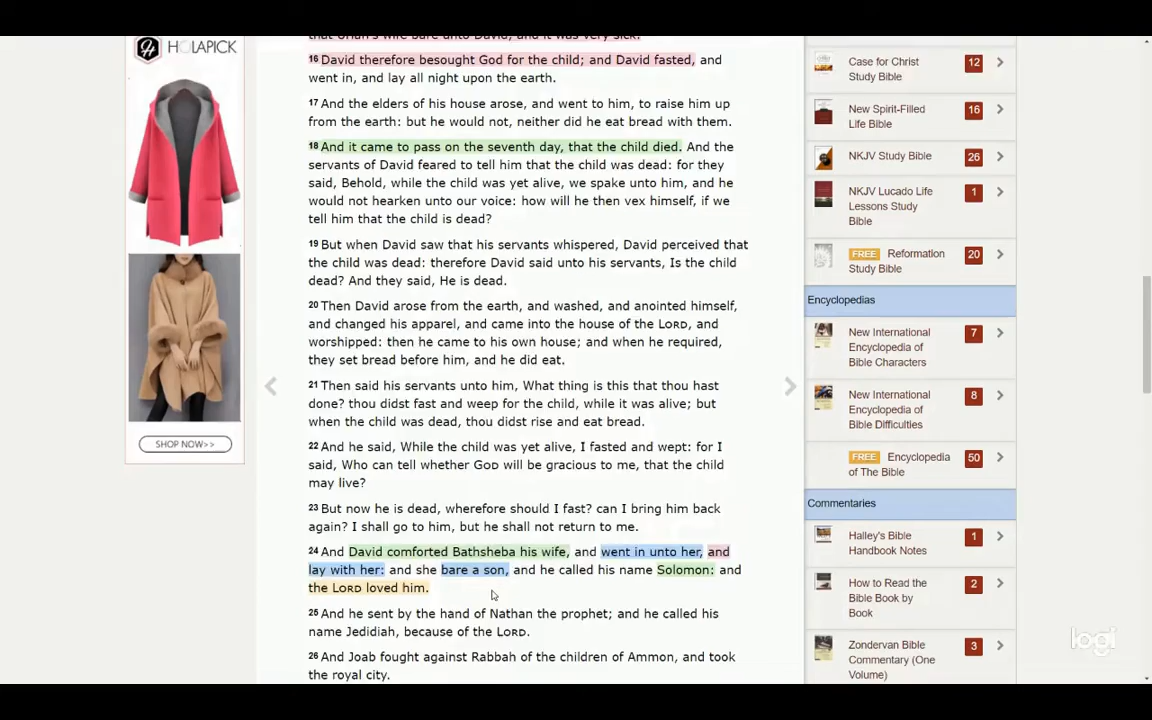 HOLAPICK
SHOP NOW>>
that Uriah's wife bare unto David, and it was very sick.
16 David therefore besought God for the child; and David fasted, and
went in, and lay all night upon the earth.
17 And the elders of his house arose, and went to him, to raise him up
from the earth: but he would not, neither did he eat bread with them.
18 And it came to pass on the seventh day, that the child died. And the
servants of David feared to tell him that the child was dead: for they
said, Behold, while the child was yet alive, we spake unto him, and he
would not hearken unto our voice: how will he then vex himself, if we
tell him that the child is dead?
19 But when David saw that his servants whispered, David perceived that
the child was dead: therefore David said unto his servants, Is the child
dead? And they said, He is dead.
20 Then David arose from the earth, and washed, and anointed himself,
and changed his apparel, and came into the house of the LORD, and
worshipped: then he came to his own house; and when he required,
they set bread before him, and he did eat.
21 Then said his servants unto him, What thing is this that thou hast
done? thou didst fast and weep for the child, while it was alive; but
when the child was dead, thou didst rise and eat bread.
22 And he said, While the child was yet alive, I fasted and wept: for I
said, Who can tell whether GOD will be gracious to me, that the child
may live?
23 But now he is dead, wherefore should I fast? can I bring him back
again? I shall go to him, but he shall not return to me.
24 And David comforted Bathsheba his wife, and went in unto her, and
lay with her: and she bare a son, and he called his name Solomon: and
the LORD loved him.
25 And he sent by the hand of Nathan the prophet; and he called his
name Jedidiah, because of the LORD.
26 And Joab fought against Rabbah of the children of Ammon, and took
the royal city.
Case for Christ 12
Study Bible
New Spirit-Filled 16
Life Bible
NKJV Study Bible 26
NKJV Lucado Life 1
Lessons Study
Bible
FREE Reformation 20
Study Bible
Encyclopedias
New International 7
Encyclopedia of
Bible Characters
New International 8
Encyclopedia of
Bible Difficulties
FREE Encyclopedia 50
of The Bible
Commentaries
Halley's Bible 1
Handbook Notes
How to Read the 2
Bible Book by
Book
Zondervan Bible 3
Commentary (One
Volume)
logi